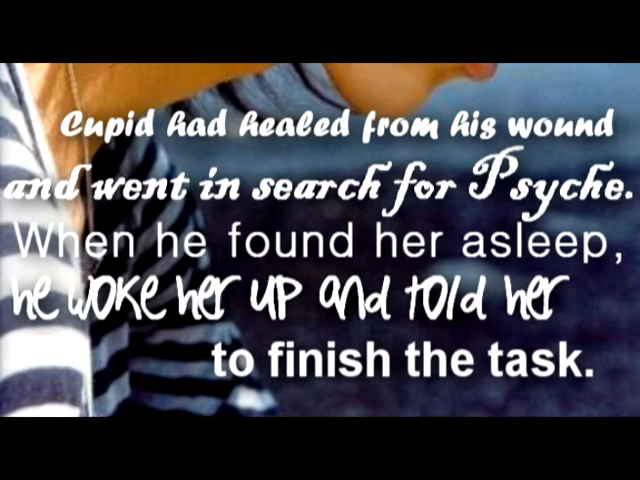 Cupid had healed from his wound
and went in search for Psyche.
When he found her asleep,
he woke her up and told her
to finish the task.